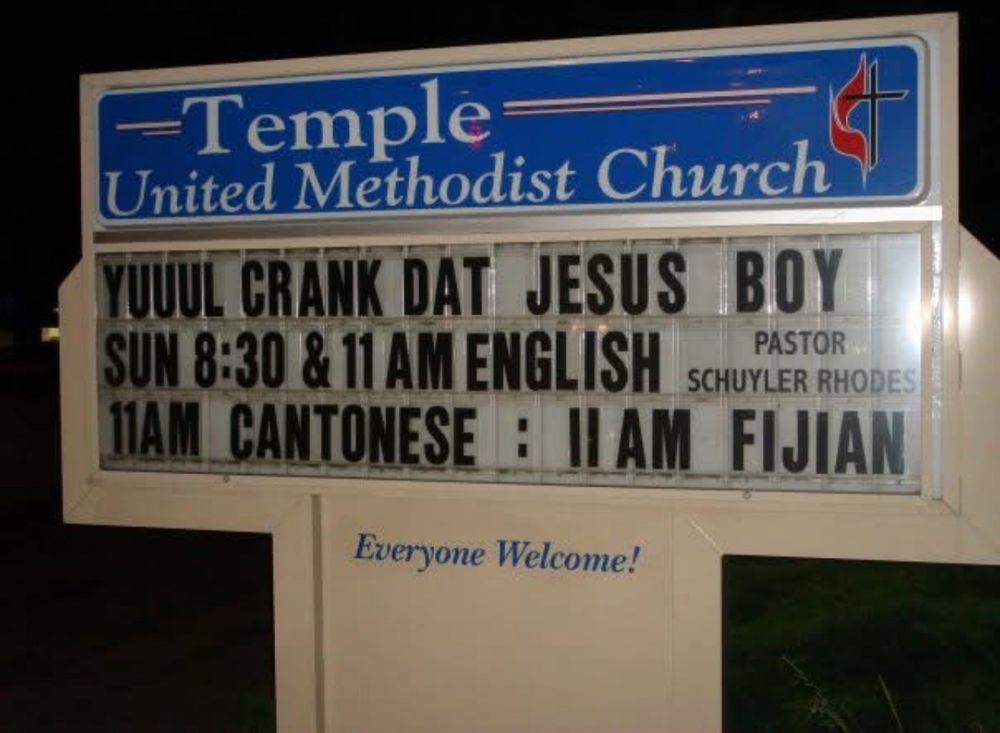 Temple
United Methodist Church
YUUUL CRANK DAT JESUS BOY
SUN 8:30 & 11 AM ENGLISH
PASTOR
SCHUYLER RHODES
11AM CANTONESE : 11 AM FIJIAN
Everyone Welcome!